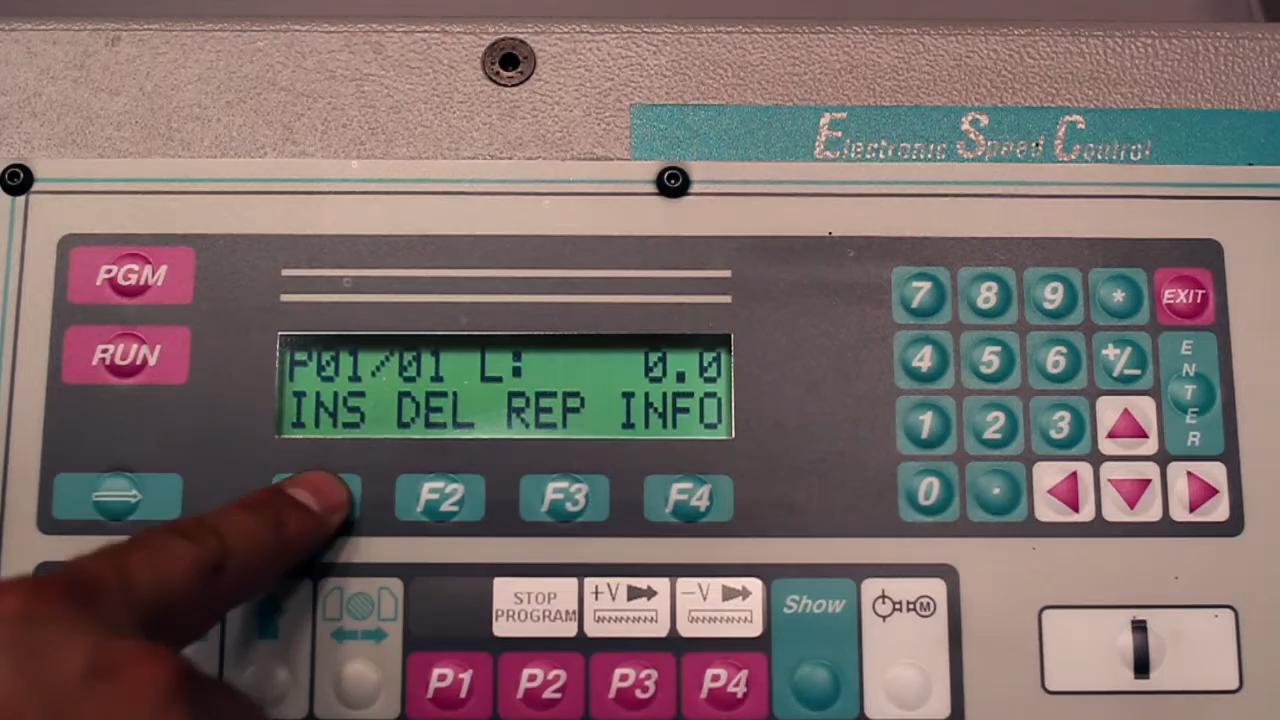 Electronic Speed Control
PGM
RUN
P01/01 L: 0.0
INS DEL REP INFO
F2 F3 F4
7 8 9 * EXIT
4 5 6 +/-
ENTER
1 2 3
0 .
STOP
PROGRAM
+V
-V
Show
M
P1 P2 P3 P4